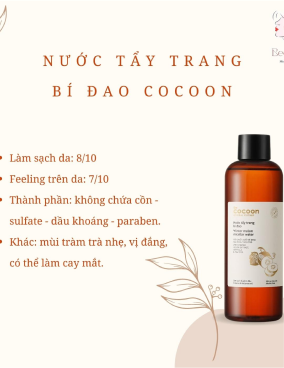 NƯỚC TẨY TRANG
BÍ ĐAO COCOON
Làm sạch da: 8/10
Feeling trên da: 7/10
Thành phần: không chứa cồn -
sulfate - dầu khoáng - paraben.
Khác: mùi tràm trà nhẹ, vị đắng,
có thể làm cay mắt.
Cocoon